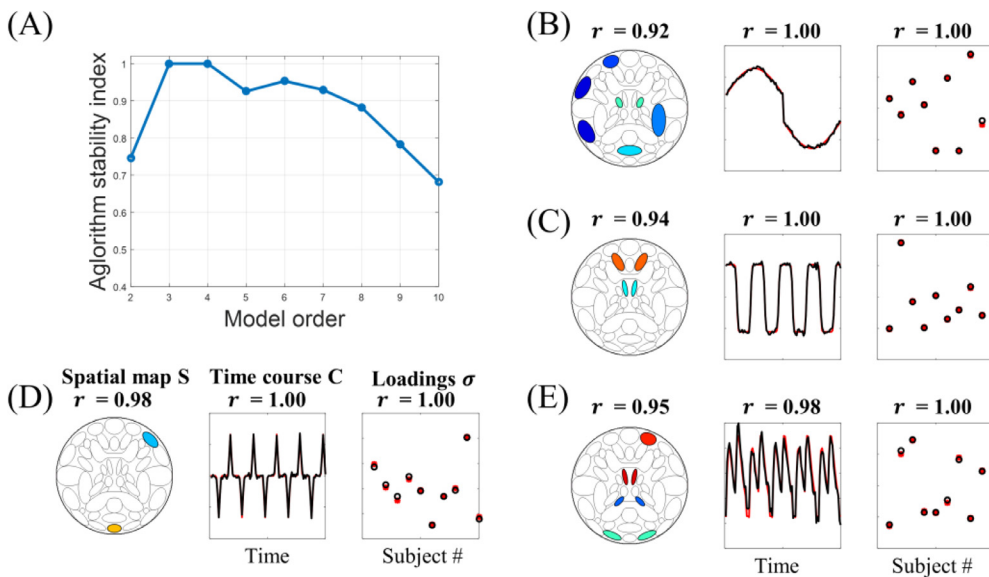 (A)
Aglorithm stability index
1
0.9
0.8
0.7
0.6
0.5
0.4
2 3 4 5 6 7 8 9 10
Model order
(B)
r = 0.92 r = 1.00 r = 1.00
(C)
r = 0.94 r = 1.00 r = 1.00
(D)
Spatial map S Time course C Loadings σ
r = 0.98 r = 1.00 r = 1.00
Time Subject #
(E)
r = 0.95 r = 0.98 r = 1.00
Time Subject #